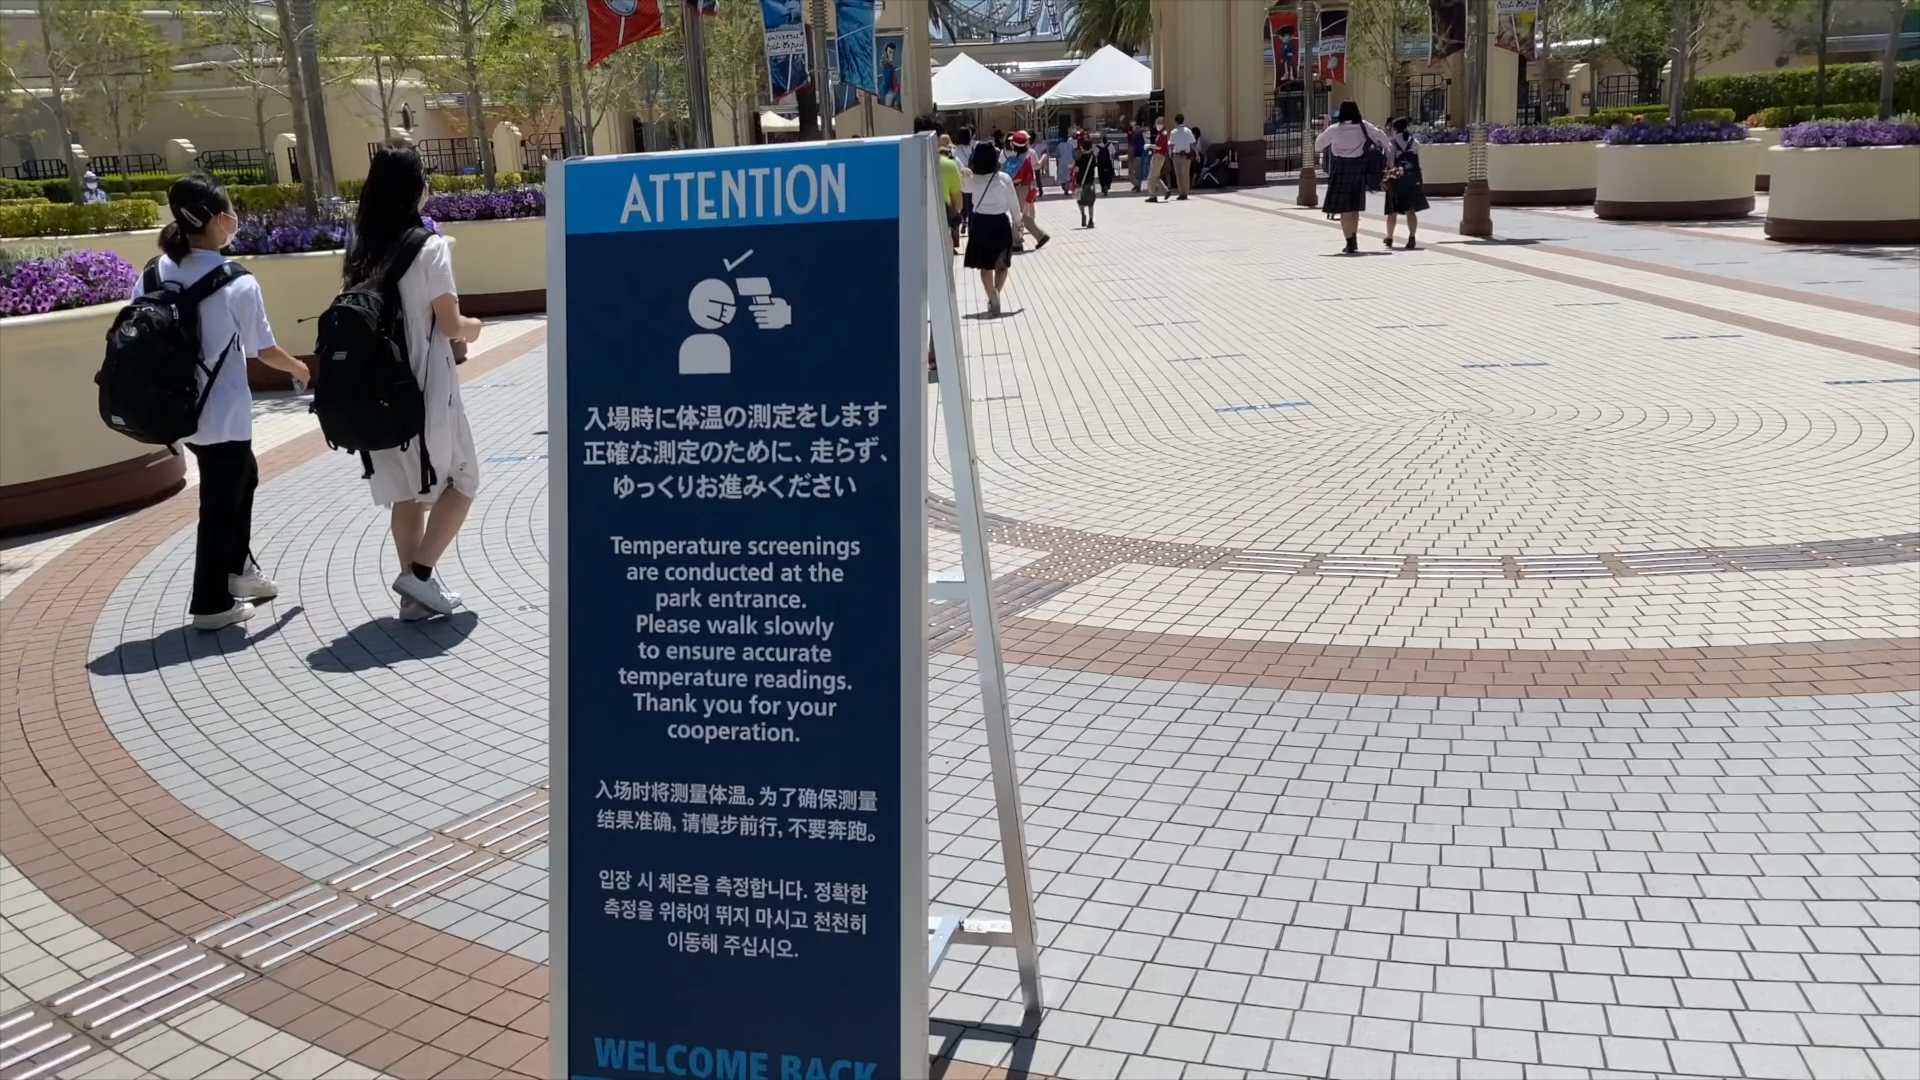 ATTENTION
入場時に体温の測定をします
正確な測定のために、走らず、
ゆっくりお進みください
Temperature screenings
are conducted at the
park entrance.
Please walk slowly
to ensure accurate
temperature readings.
Thank you for your
cooperation.
入场时将测量体温。为了确保测量
结果准确, 请慢步前行, 不要奔跑。
입장 시 체온을 측정합니다. 정확한
측정을 위하여 뛰지 마시고 천천히
이동해 주십시오.
WELCOME BACK